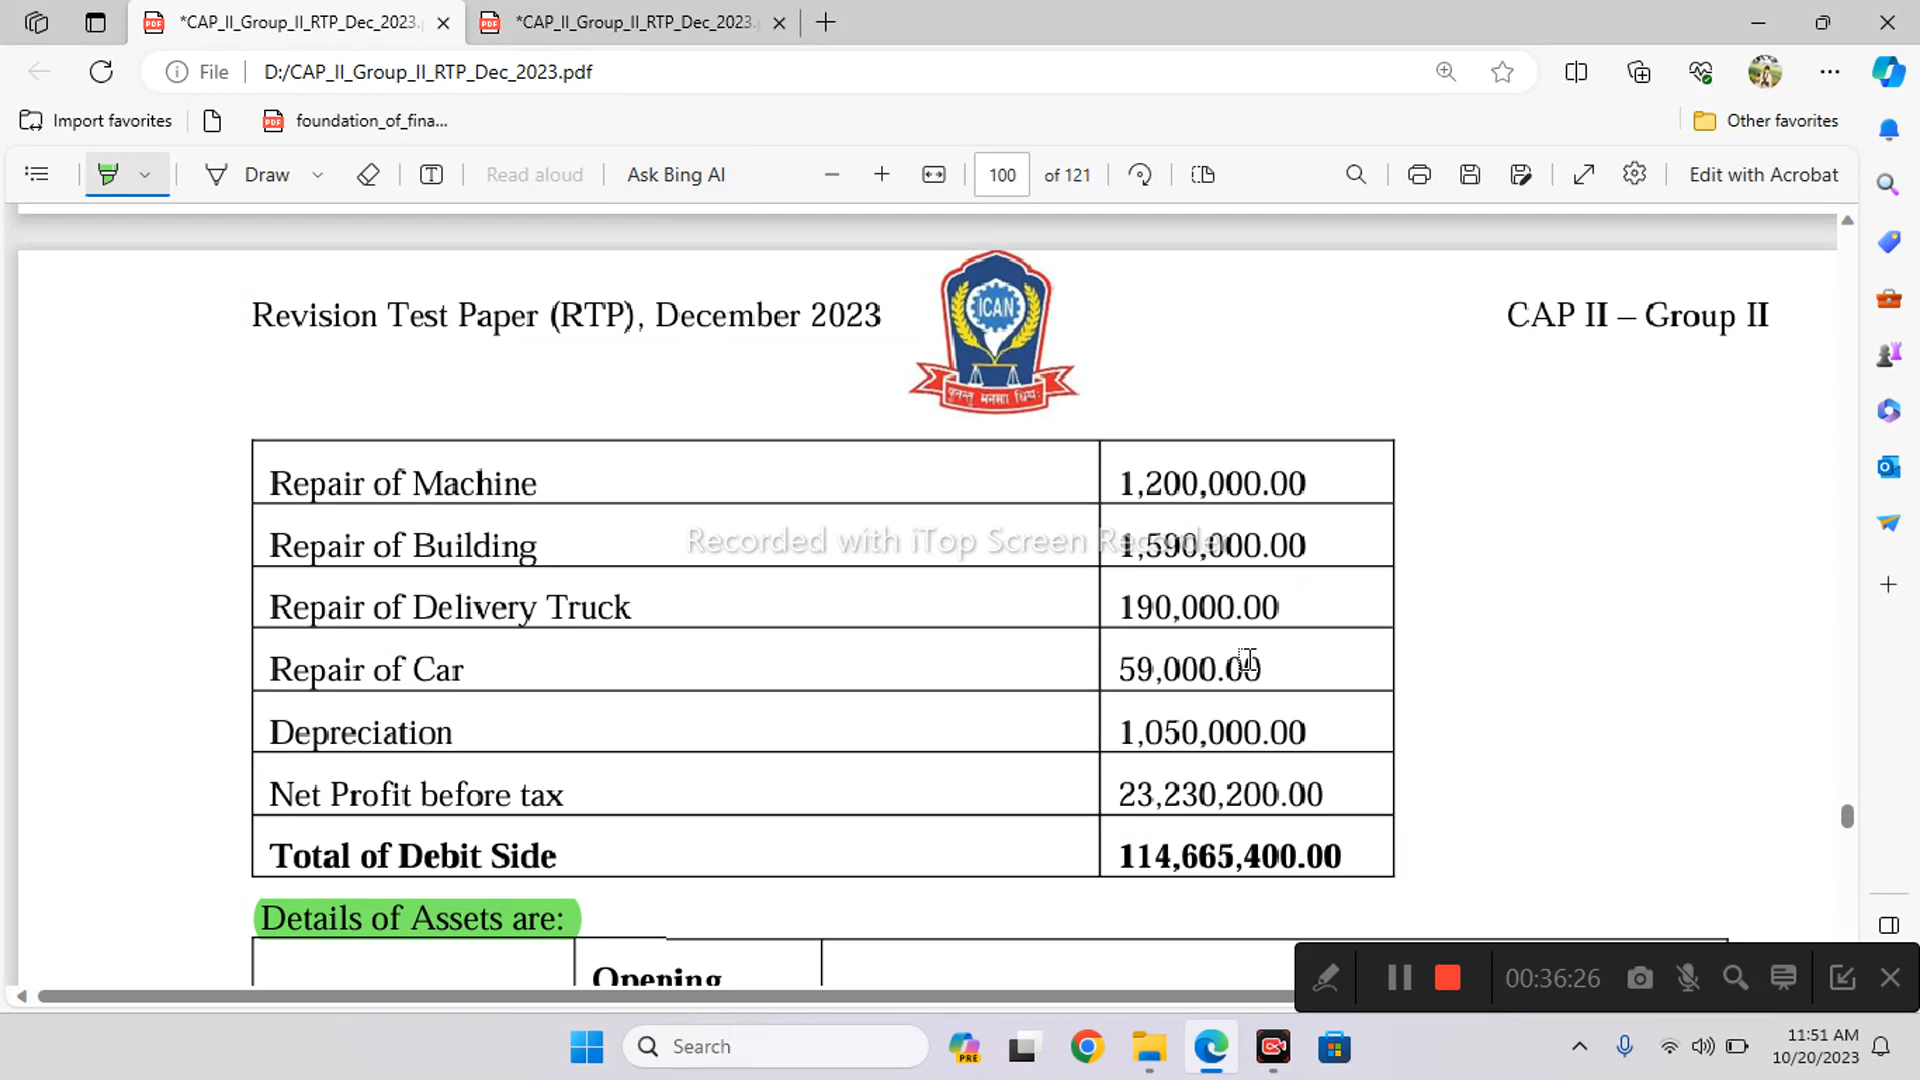 *CAP_II_Group_II_RTP_Dec_2023.
*CAP_II_Group_II_RTP_Dec_2023.
File
D:/CAP_II_Group_II_RTP_Dec_2023.pdf
Import favorites
foundation_of_fina...
Other favorites
Draw
Read aloud
Ask Bing AI
100 of 121
Edit with Acrobat
Revision Test Paper (RTP), December 2023
ICAN
पुनन्तु मनसा धियः
CAP II – Group II
Repair of Machine 1,200,000.00
Repair of Building 1,590,000.00
Recorded with iTop Screen Recorder
Repair of Delivery Truck 190,000.00
Repair of Car 59,000.00
Depreciation 1,050,000.00
Net Profit before tax 23,230,200.00
Total of Debit Side 114,665,400.00
Details of Assets are:
Opening
00:36:26
Search
PRE
11:51 AM
10/20/2023